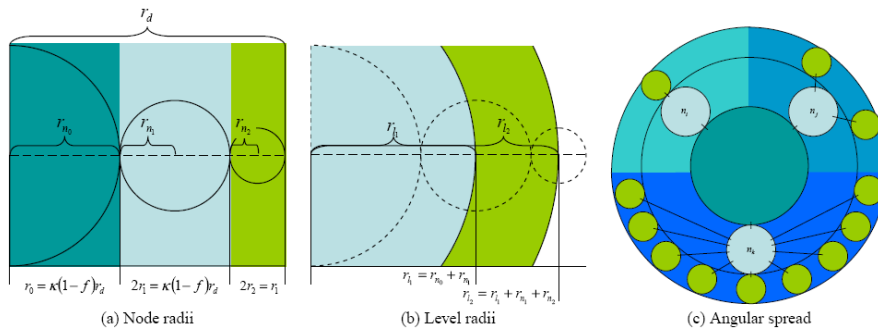 r_d
r_{n_0}
r_{n_1}
r_{n_2}
r_0 = κ(1−f)r_d
2r_1 = κ(1−f)r_d
2r_2 = r_1
(a) Node radii
r_{l_1}
r_{l_2}
r_{l_1} = r_{n_0} + r_{n_1}
r_{l_2} = r_{l_1} + r_{n_1} + r_{n_2}
(b) Level radii
n_i
n_j
n_k
(c) Angular spread